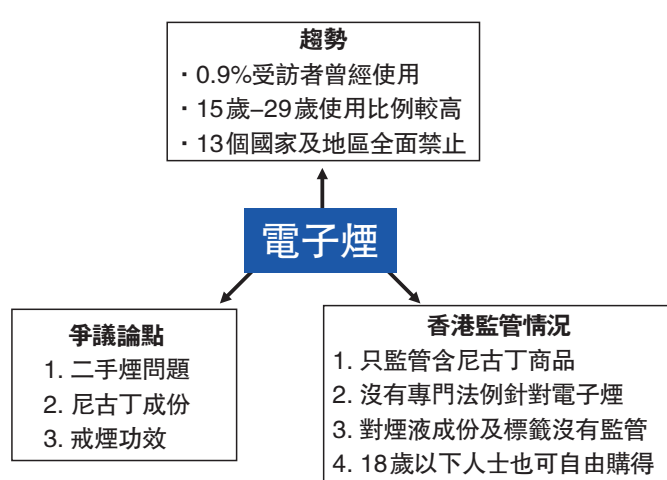 趨勢
・0.9%受訪者曾經使用
・15歲–29歲使用比例較高
・13個國家及地區全面禁止
電子煙
爭議論點
1. 二手煙問題
2. 尼古丁成份
3. 戒煙功效
香港監管情況
1. 只監管含尼古丁商品
2. 沒有專門法例針對電子煙
3. 對煙液成份及標籤沒有監管
4. 18歲以下人士也可自由購得